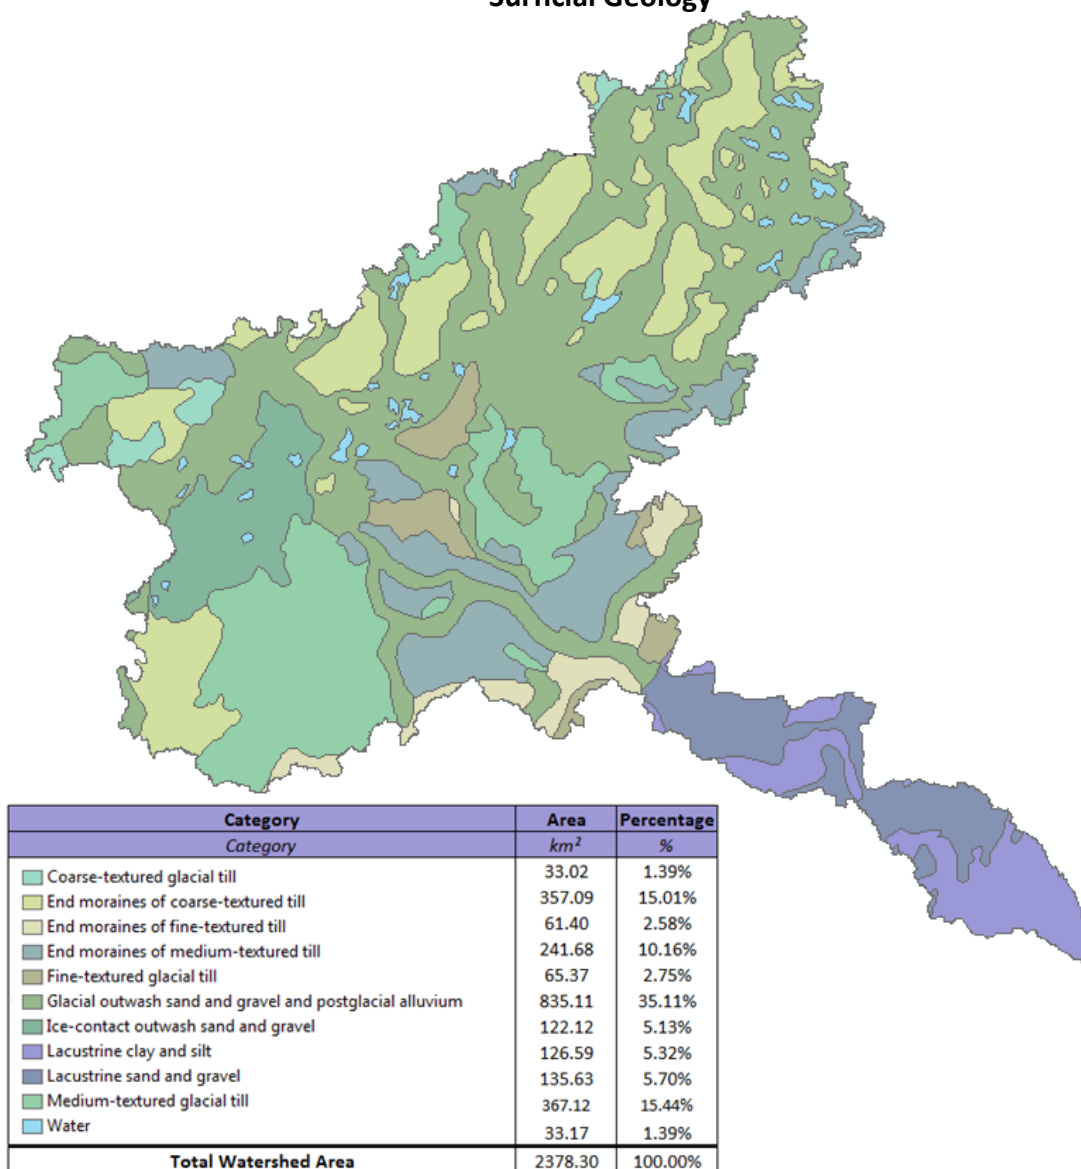 Surficial Geology
Category Area Percentage
Category km² %
Coarse-textured glacial till 33.02 1.39%
End moraines of coarse-textured till 357.09 15.01%
End moraines of fine-textured till 61.40 2.58%
End moraines of medium-textured till 241.68 10.16%
Fine-textured glacial till 65.37 2.75%
Glacial outwash sand and gravel and postglacial alluvium 835.11 35.11%
Ice-contact outwash sand and gravel 122.12 5.13%
Lacustrine clay and silt 126.59 5.32%
Lacustrine sand and gravel 135.63 5.70%
Medium-textured glacial till 367.12 15.44%
Water 33.17 1.39%
Total Watershed Area 2378.30 100.00%